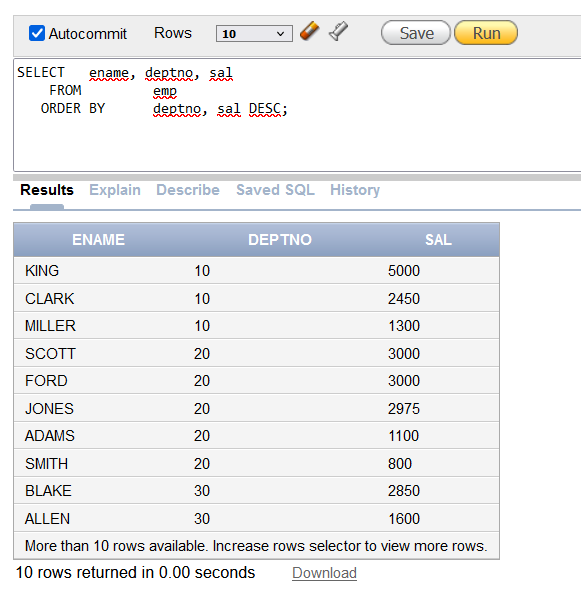 Autocommit Rows 10 Save Run
SELECT ename, deptno, sal
FROM emp
ORDER BY deptno, sal DESC;
Results Explain Describe Saved SQL History
ENAME DEPTNO SAL
KING 10 5000
CLARK 10 2450
MILLER 10 1300
SCOTT 20 3000
FORD 20 3000
JONES 20 2975
ADAMS 20 1100
SMITH 20 800
BLAKE 30 2850
ALLEN 30 1600
More than 10 rows available. Increase rows selector to view more rows.
10 rows returned in 0.00 seconds Download